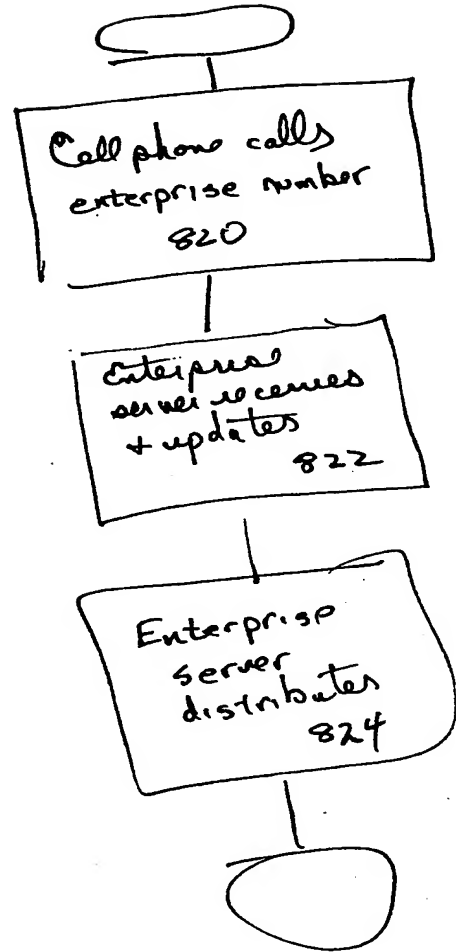 Cell phone calls
enterprise number
820
Enterprise
server receives
+ updates
822
Enterprise
server
distributes
824